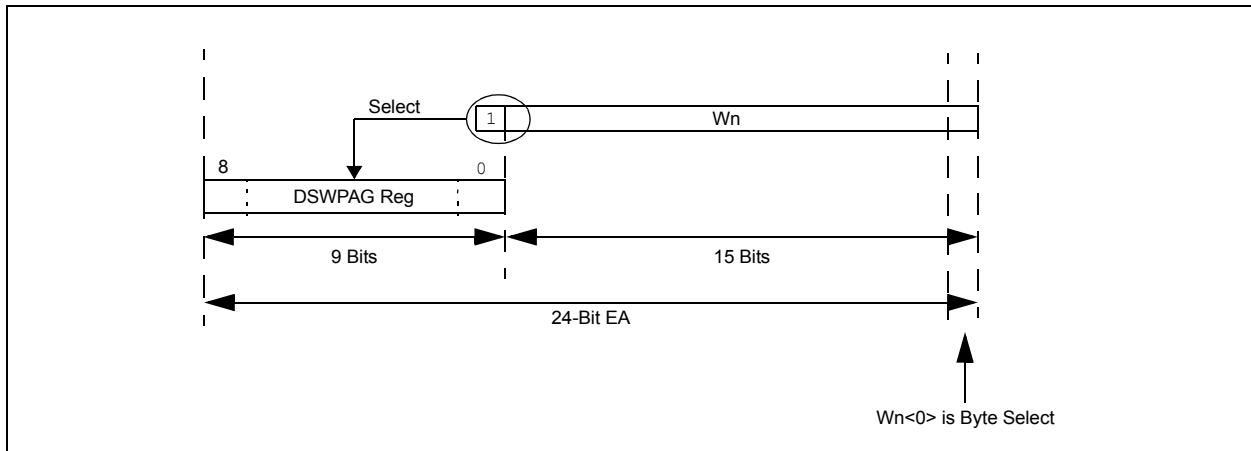 Select
1
Wn
8
0
DSWPAG Reg
9 Bits
15 Bits
24-Bit EA
Wn<0> is Byte Select